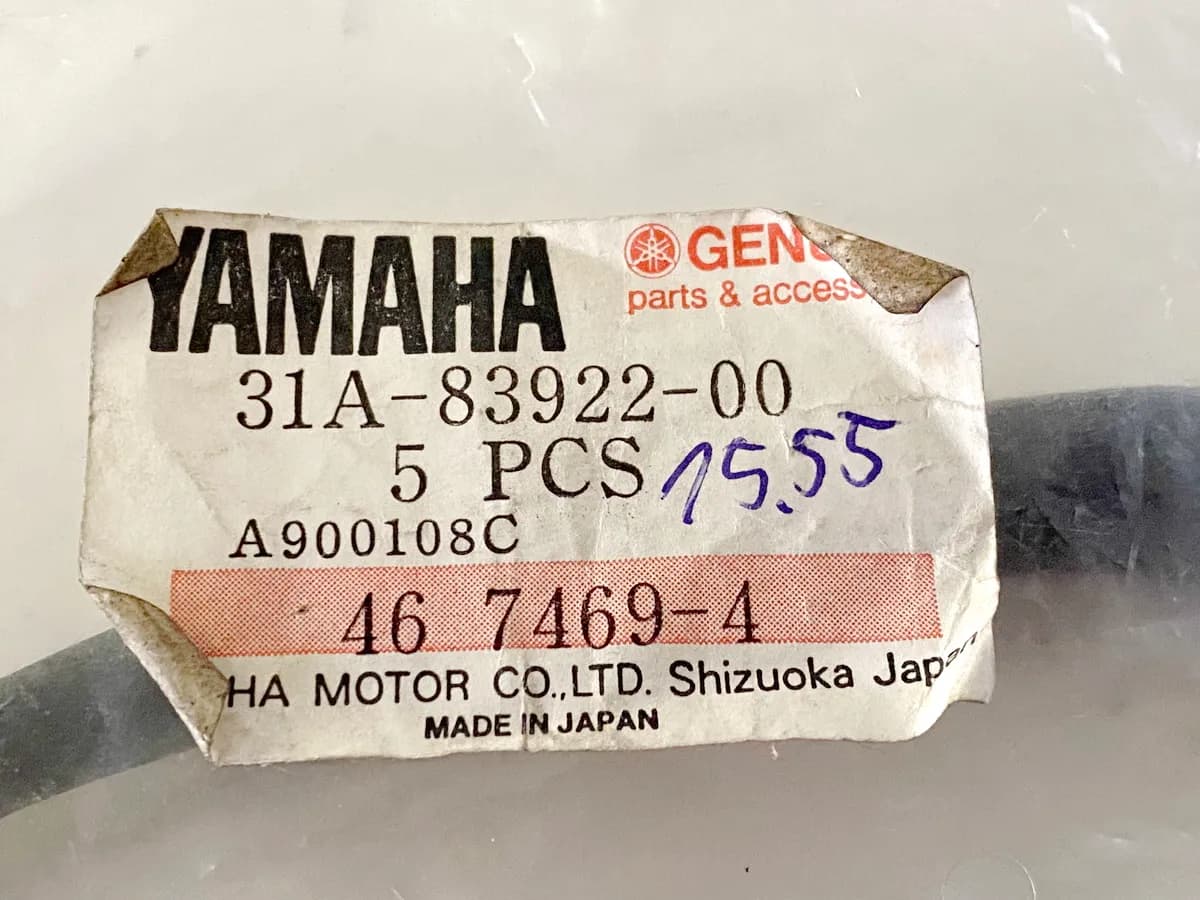 YAMAHA
GENU
parts & access
31A-83922-00
5 PCS 15.55
A900108C
46 7469-4
HA MOTOR CO.,LTD. Shizuoka Japan
MADE IN JAPAN